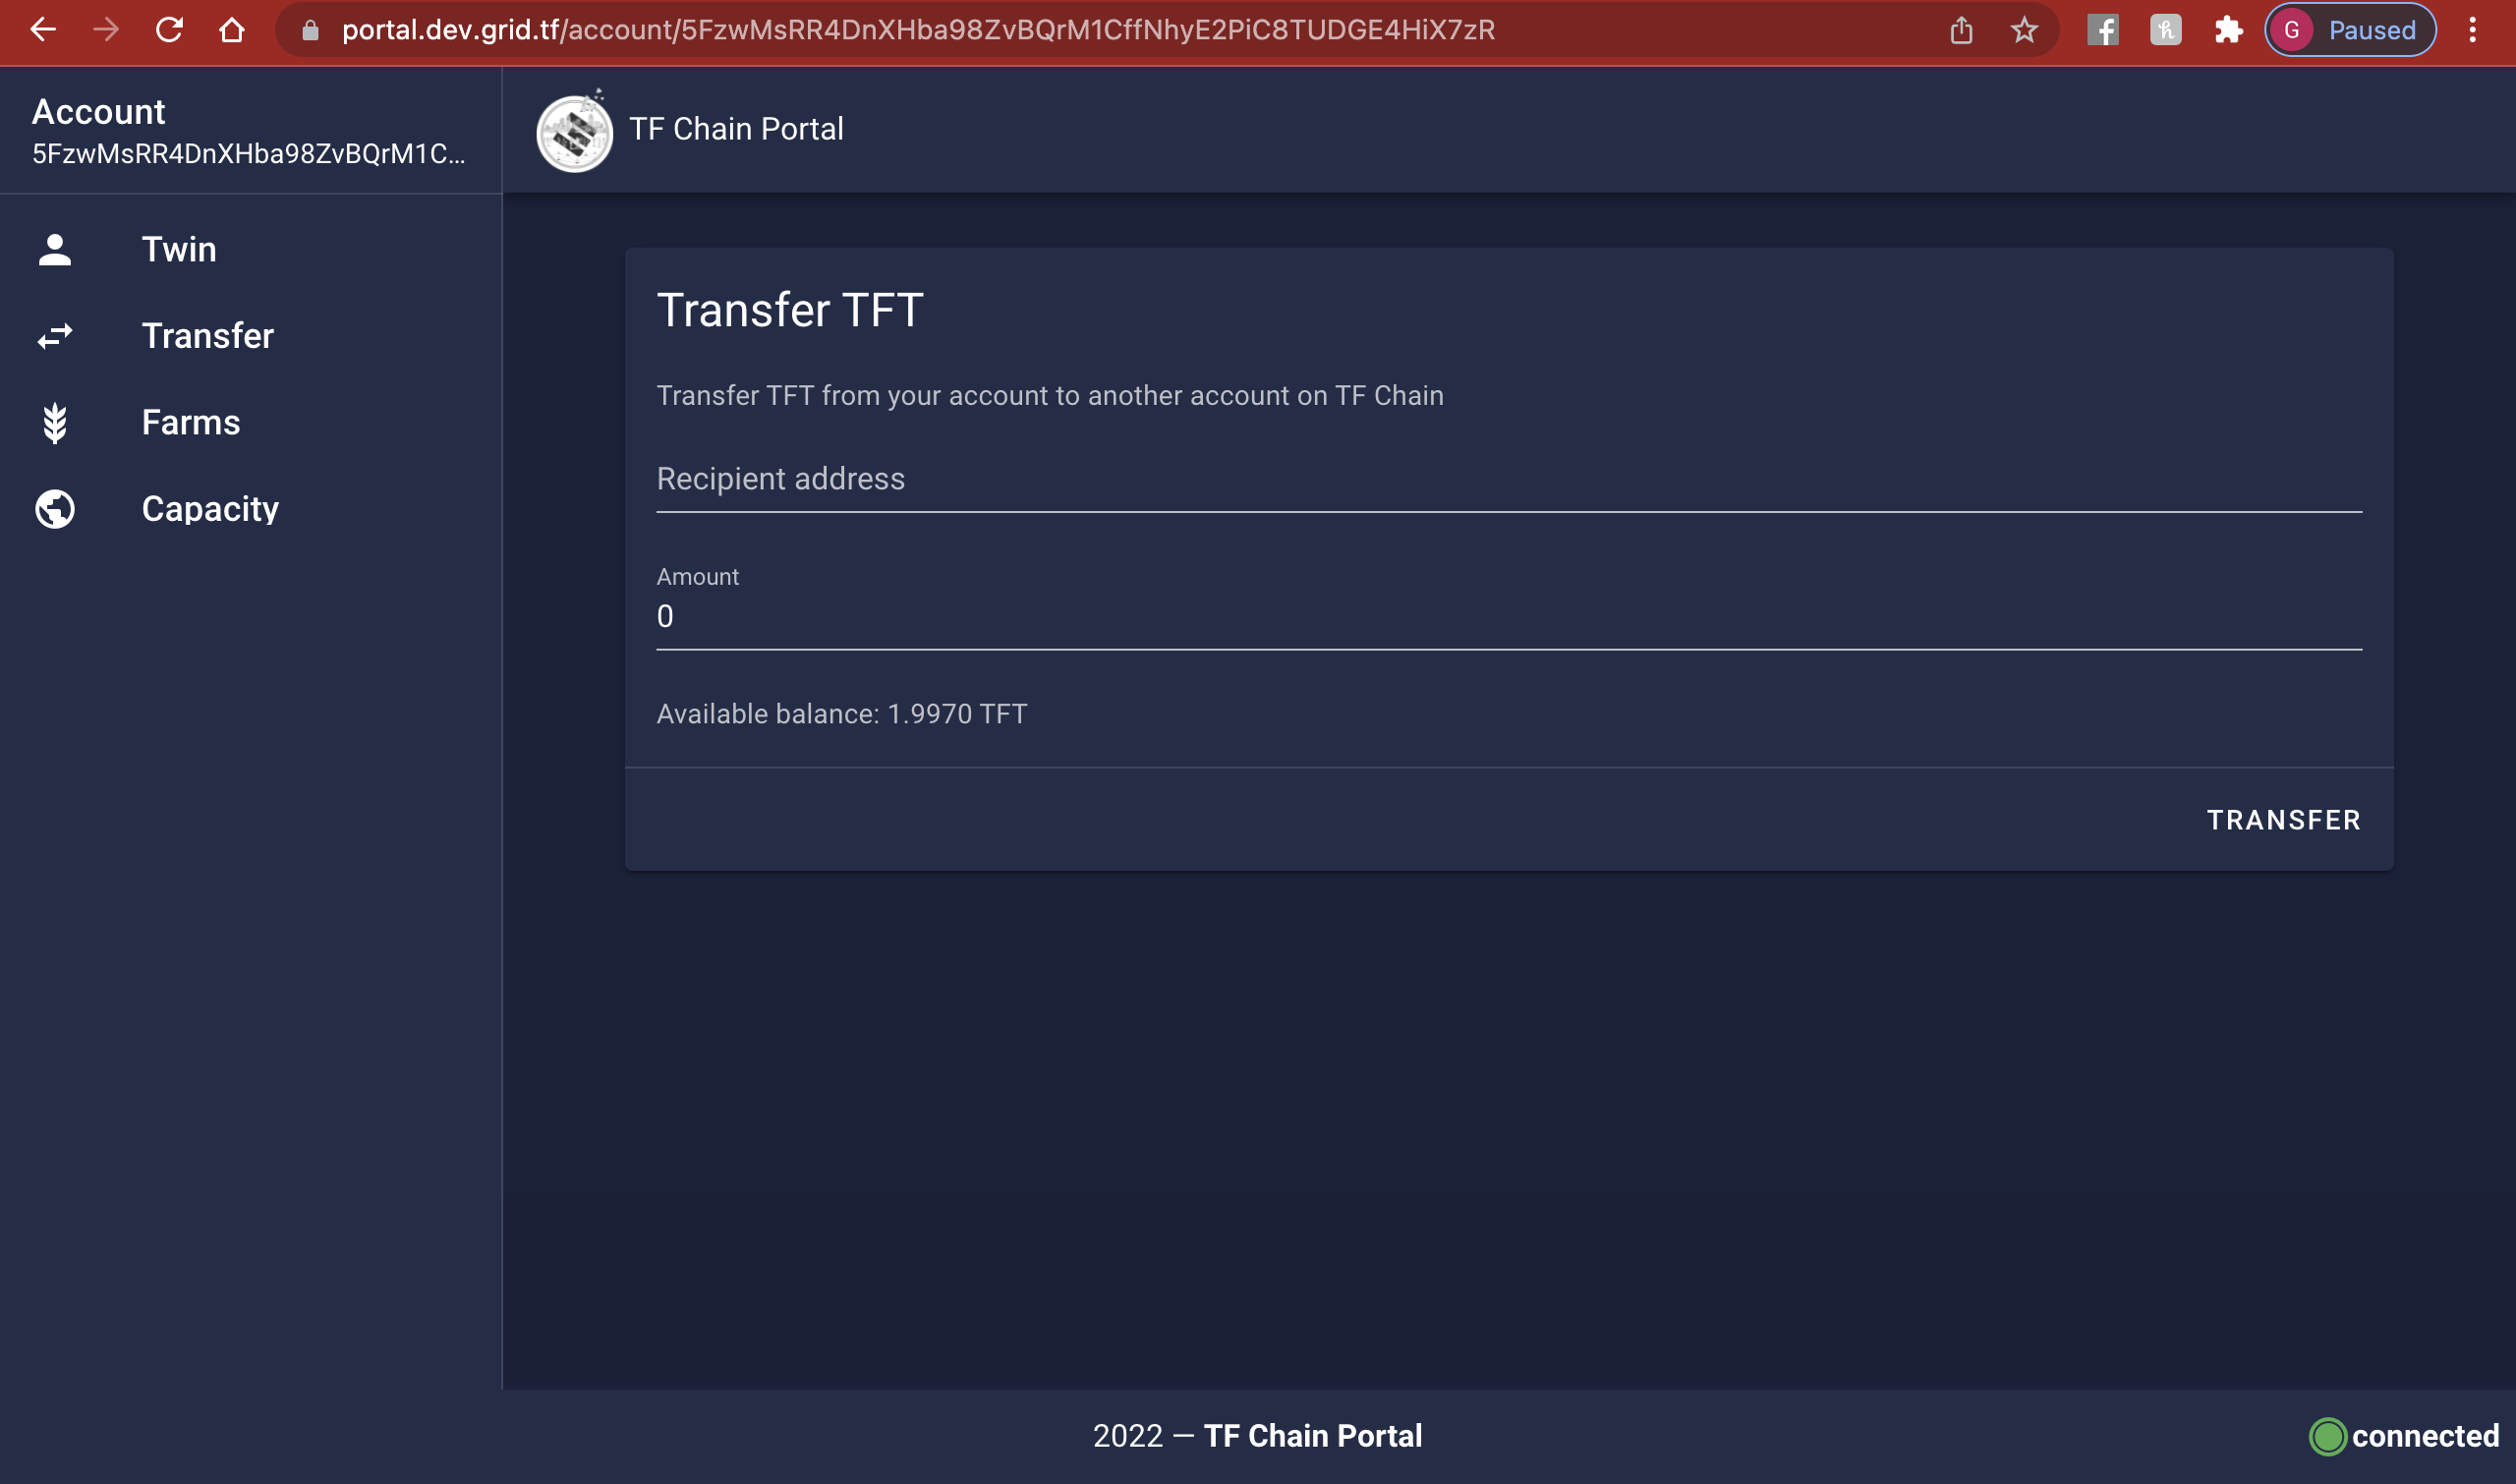 portal.dev.grid.tf/account/5FzwMsRR4DnXHba98ZvBQrM1CffNhyE2PiC8TUDGE4HiX7zR
G Paused
Account
5FzwMsRR4DnXHba98ZvBQrM1C...
TF Chain Portal
Twin
Transfer
Farms
Capacity
Transfer TFT
Transfer TFT from your account to another account on TF Chain
Recipient address
Amount
0
Available balance: 1.9970 TFT
TRANSFER
2022 — TF Chain Portal
connected